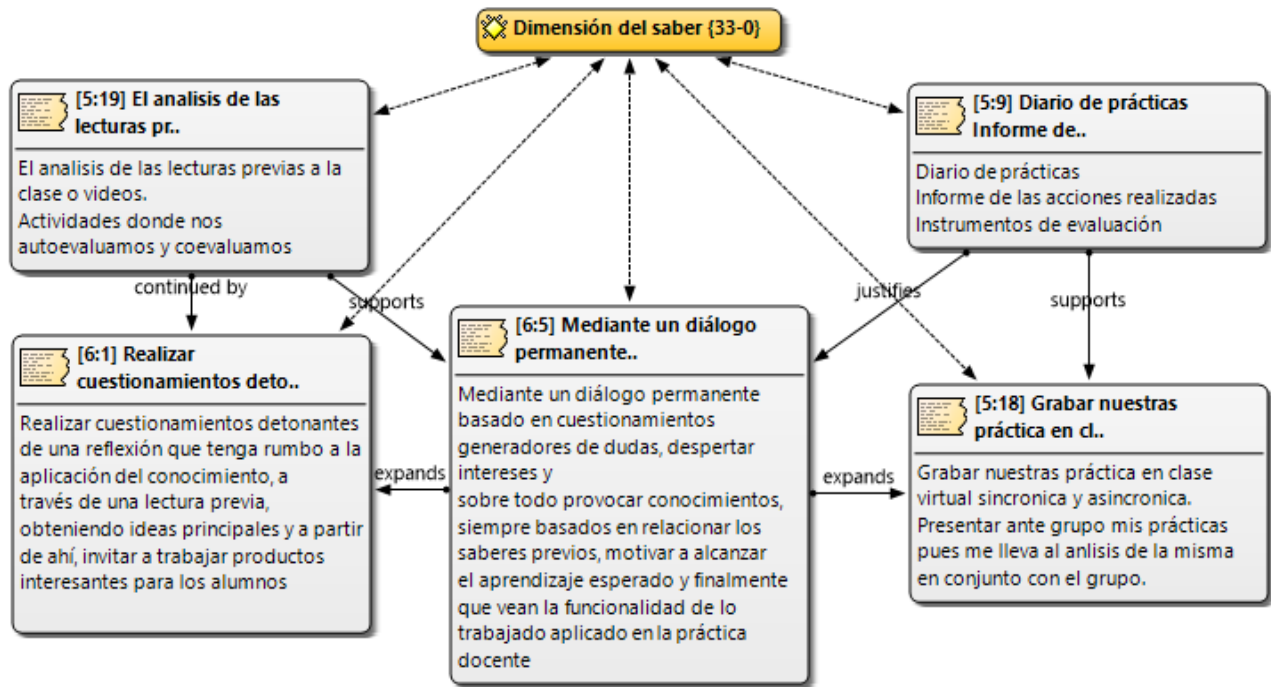 Dimensión del saber {33-0}
[5:19] El analisis de las
lecturas pr..
El analisis de las lecturas previas a la
clase o videos.
Actividades donde nos
autoevaluamos y coevaluamos
[5:9] Diario de prácticas
Informe de..
Diario de prácticas
Informe de las acciones realizadas
Instrumentos de evaluación
continued by
supports
justifies
supports
[6:1] Realizar
cuestionamientos deto..
Realizar cuestionamientos detonantes
de una reflexión que tenga rumbo a la
aplicación del conocimiento, a
través de una lectura previa,
obteniendo ideas principales y a partir
de ahí, invitar a trabajar productos
interesantes para los alumnos
expands
[6:5] Mediante un diálogo
permanente..
Mediante un diálogo permanente
basado en cuestionamientos
generadores de dudas, despertar
intereses y
sobre todo provocar conocimientos,
siempre basados en relacionar los
saberes previos, motivar a alcanzar
el aprendizaje esperado y finalmente
que vean la funcionalidad de lo
trabajado aplicado en la práctica
docente
expands
[5:18] Grabar nuestras
práctica en cl..
Grabar nuestras práctica en clase
virtual sincronica y asincronica.
Presentar ante grupo mis prácticas
pues me lleva al anlisis de la misma
en conjunto con el grupo.